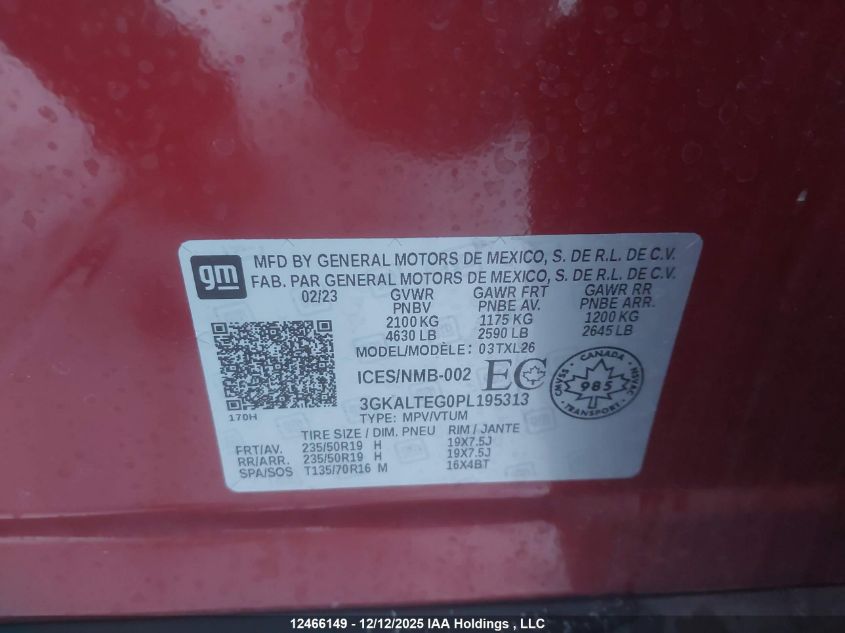 gm
MFD BY GENERAL MOTORS DE MEXICO, S. DE R.L. DE C.V.
FAB. PAR GENERAL MOTORS DE MEXICO, S. DE R.L. DE C.V.
02/23 GVWR GAWR FRT GAWR RR
PNBV PNBE AV. PNBE ARR.
2100 KG 1175 KG 1200 KG
4630 LB 2590 LB 2645 LB
MODEL/MODÈLE: 03TXL26
ICES/NMB-002 EC
CANADA
CMVSS 985 NSVAC
TRANSPORT
3GKALTEG0PL195313
170H
TYPE: MPV/VTUM
TIRE SIZE / DIM. PNEU RIM / JANTE
FRT/AV. 235/50R19 H 19X7.5J
RR/ARR. 235/50R19 H 19X7.5J
SPA/SOS T135/70R16 M 16X4BT
12466149 - 12/12/2025 IAA Holdings , LLC